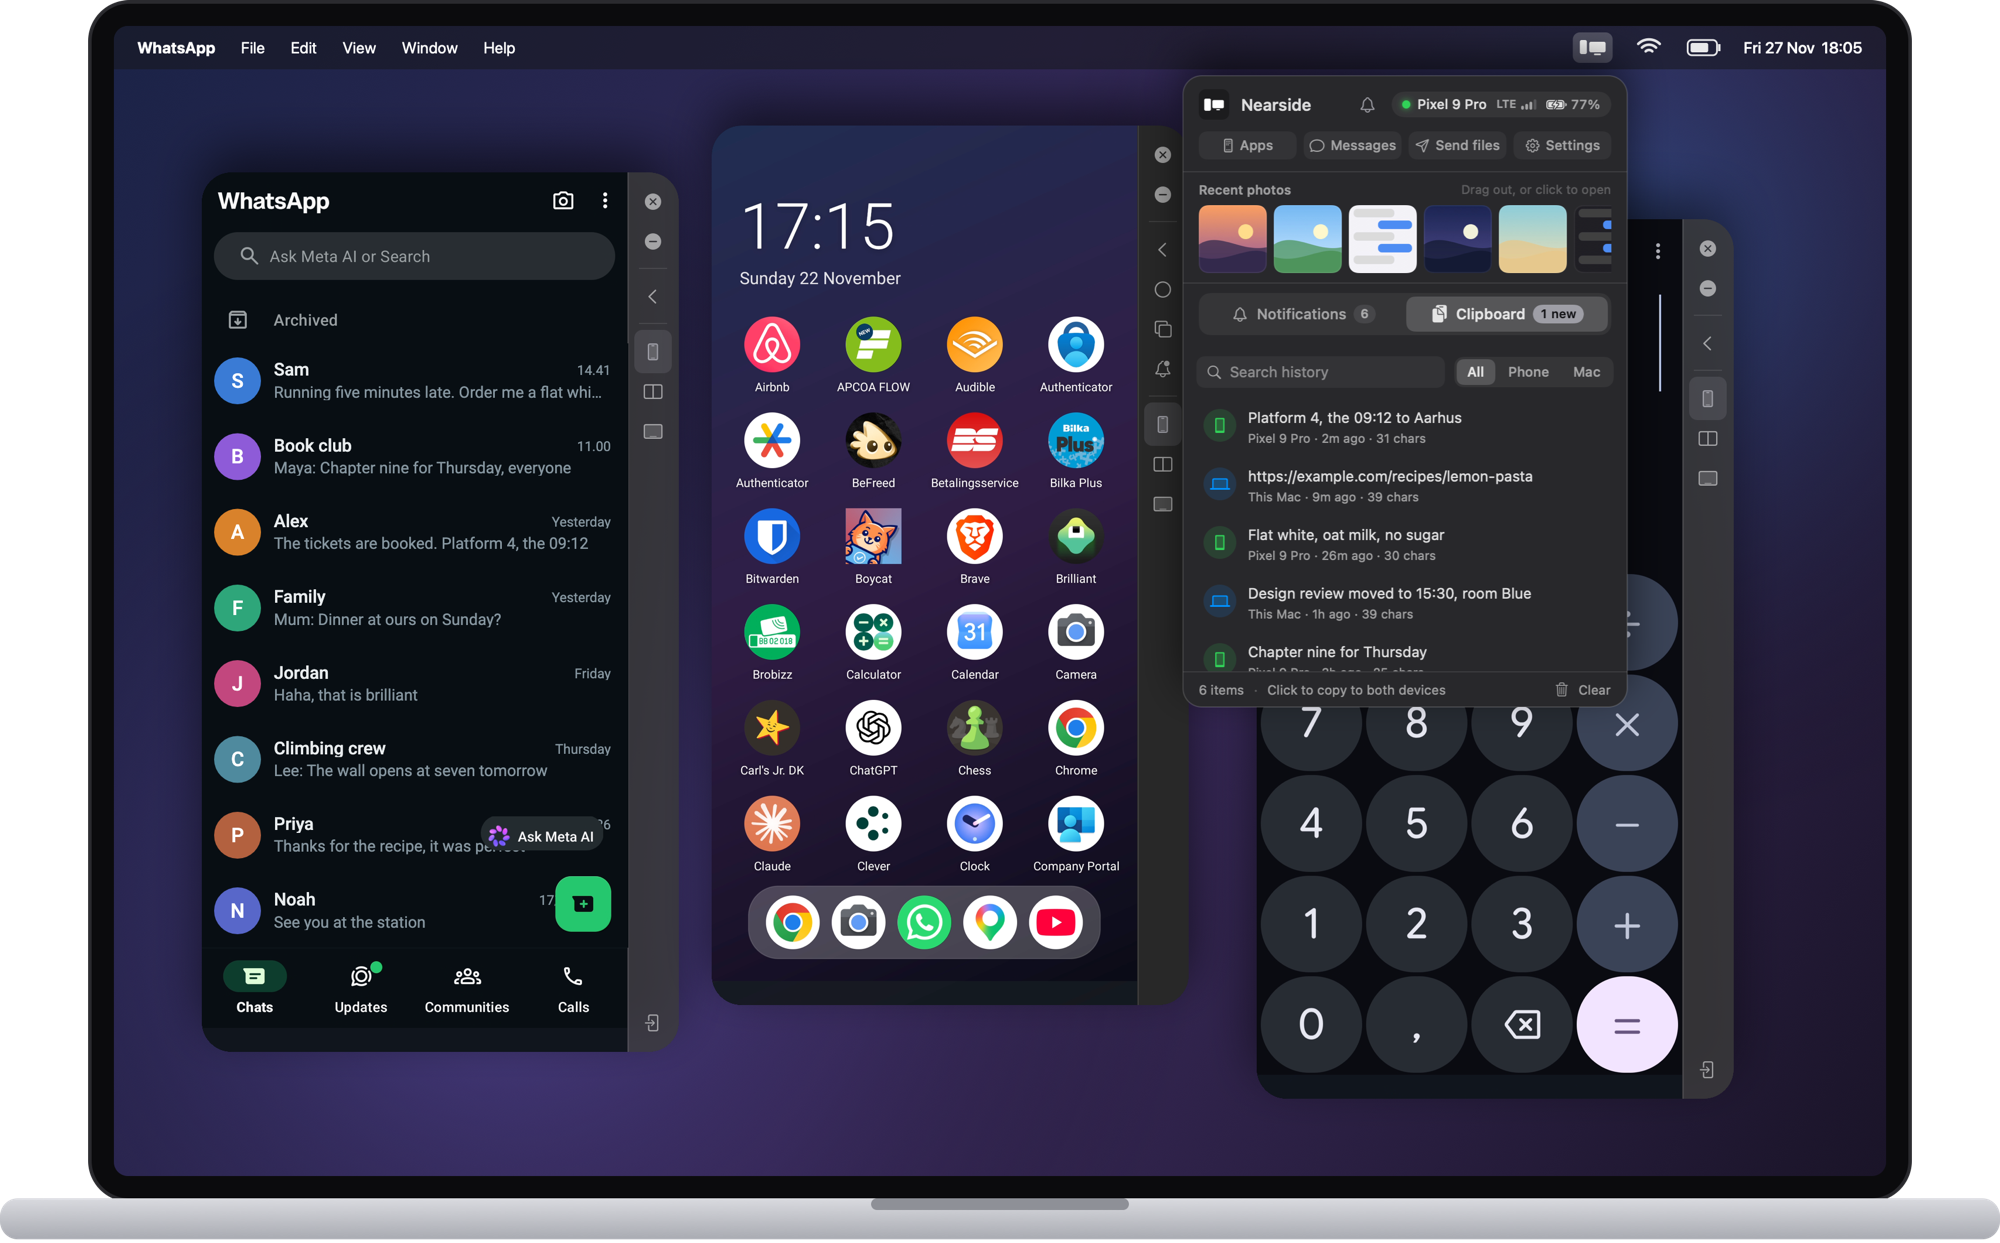 WhatsApp File Edit View Window Help
Fri 27 Nov 18:05
WhatsApp
Ask Meta AI or Search
Archived
Sam 14.41
Running five minutes late. Order me a flat whi...
Book club 11.00
Maya: Chapter nine for Thursday, everyone
Alex Yesterday
The tickets are booked. Platform 4, the 09:12
Family Yesterday
Mum: Dinner at ours on Sunday?
Jordan Friday
Haha, that is brilliant
Climbing crew Thursday
Lee: The wall opens at seven tomorrow
Priya
Thanks for the recipe, it was
Ask Meta AI
Noah 17.
See you at the station
Chats Updates Communities Calls
17:15
Sunday 22 November
Airbnb APCOA FLOW Audible Authenticator
Bilka
Plus
Authenticator BeFreed Betalingsservice Bilka Plus
Bitwarden Boycat Brave Brilliant
BB 02 018
31
Brobizz Calculator Calendar Camera
Carl's Jr. DK ChatGPT Chess Chrome
Claude Clever Clock Company Portal
Nearside
Pixel 9 Pro LTE 77%
Apps Messages Send files Settings
Recent photos Drag out, or click to open
Notifications 6 Clipboard 1 new
Search history All Phone Mac
Platform 4, the 09:12 to Aarhus
Pixel 9 Pro · 2m ago · 31 chars
https://example.com/recipes/lemon-pasta
This Mac · 9m ago · 39 chars
Flat white, oat milk, no sugar
Pixel 9 Pro · 26m ago · 30 chars
Design review moved to 15:30, room Blue
This Mac · 1h ago · 39 chars
Chapter nine for Thursday
6 items · Click to copy to both devices Clear
÷
7 8 9 ×
4 5 6 −
1 2 3 +
0 , =